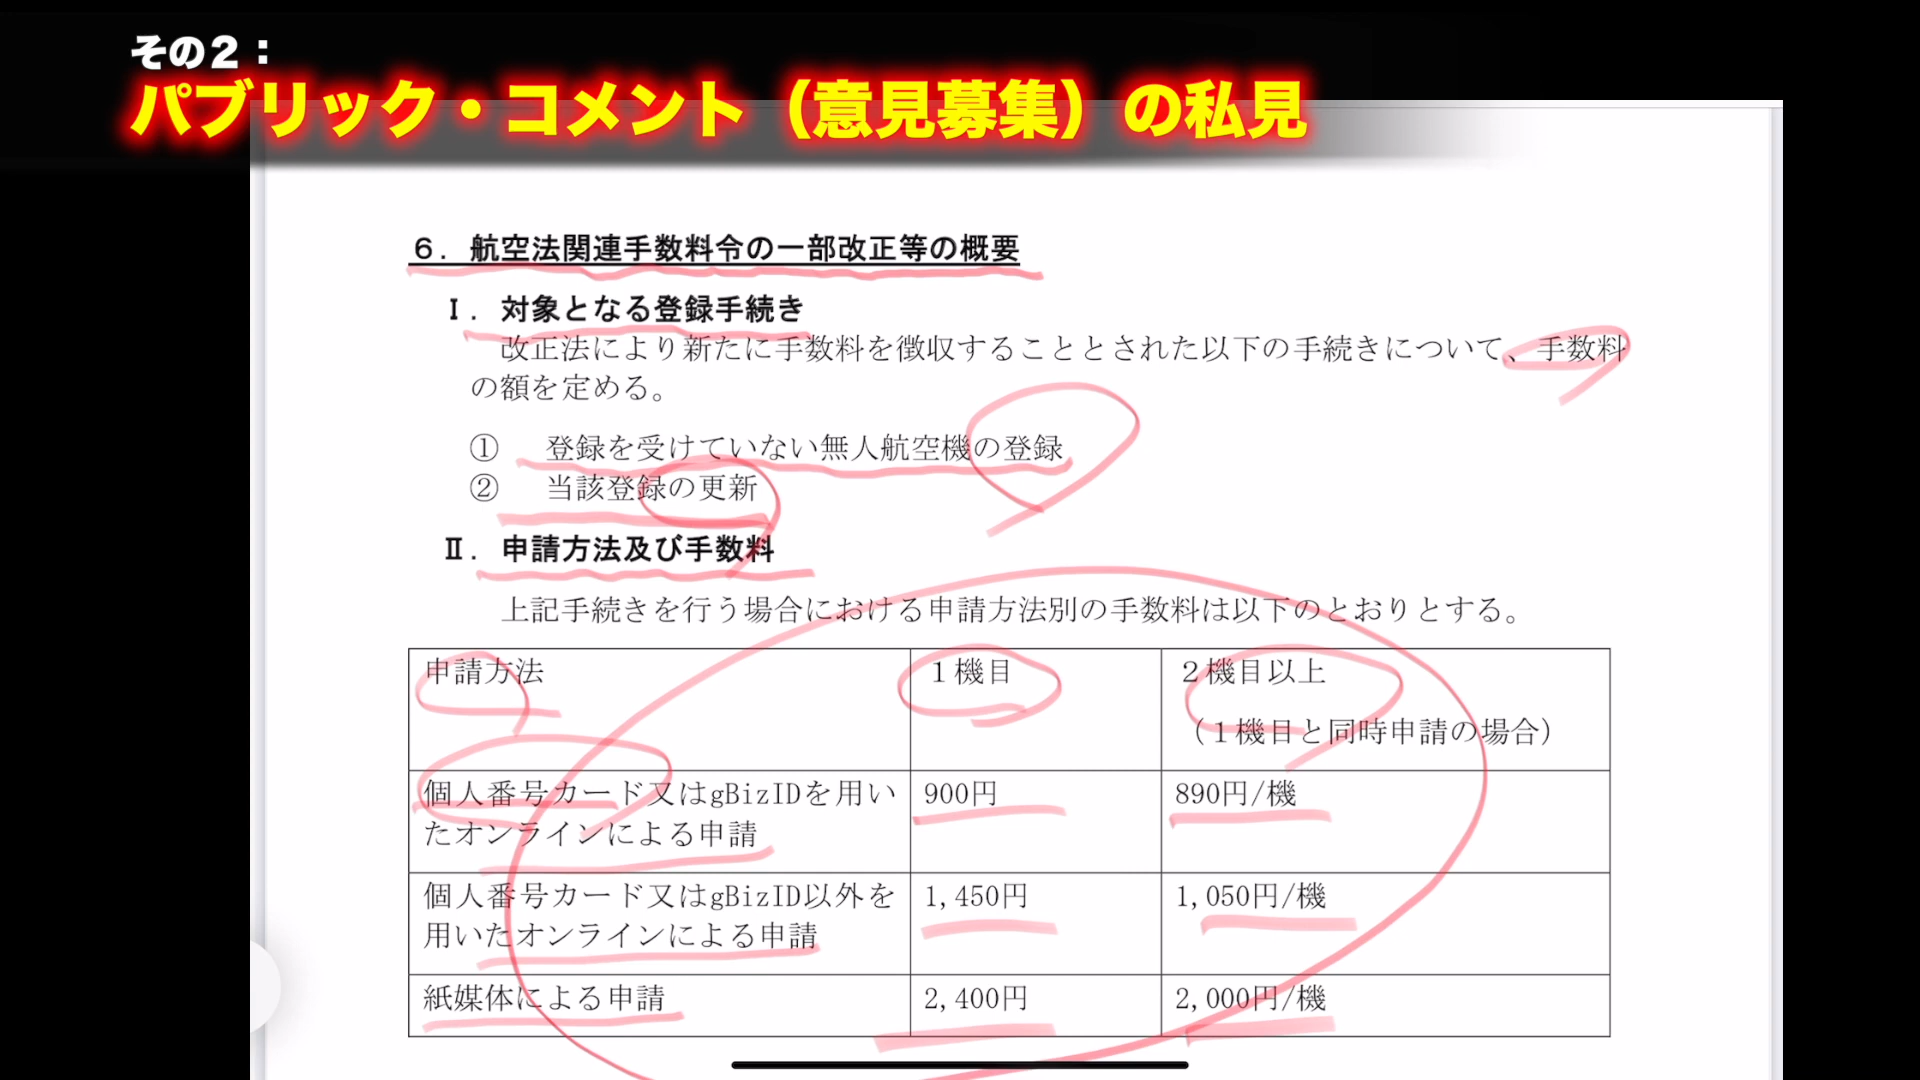 その2：
パブリック・コメント（意見募集）の私見
６．航空法関連手数料令の一部改正等の概要
Ⅰ．対象となる登録手続き
改正法により新たに手数料を徴収することとされた以下の手続きについて、手数料
の額を定める。
① 登録を受けていない無人航空機の登録
② 当該登録の更新
Ⅱ．申請方法及び手数料
上記手続きを行う場合における申請方法別の手数料は以下のとおりとする。
申請方法 １機目 ２機目以上
（１機目と同時申請の場合）
個人番号カード又はgBizIDを用い 900円 890円/機
たオンラインによる申請
個人番号カード又はgBizID以外を 1,450円 1,050円/機
用いたオンラインによる申請
紙媒体による申請 2,400円 2,000円/機